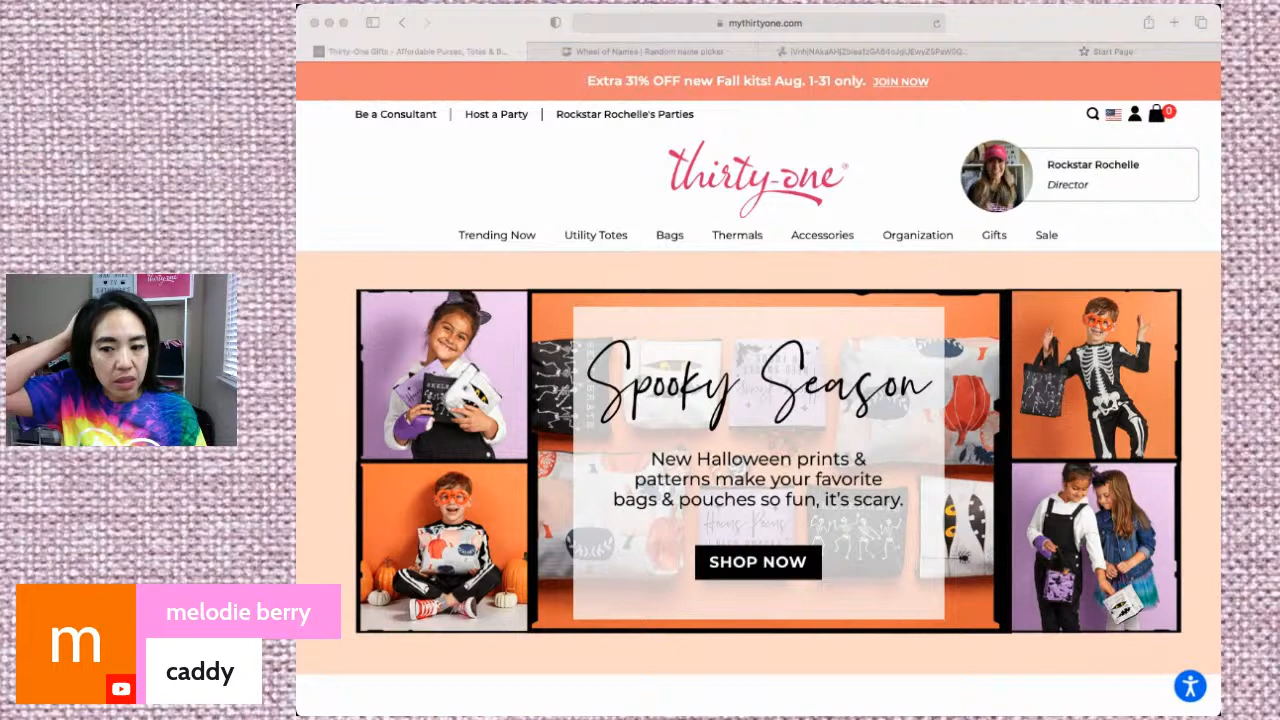 mythirtyone.com
Thirty-One Gifts - Affordable Purses, Totes & B...
Wheel of Names | Random name picker
Start Page
Extra 31% OFF new Fall kits! Aug. 1-31 only. JOIN NOW
Be a Consultant | Host a Party | Rockstar Rochelle's Parties
0
thirty-one®
Rockstar Rochelle
Director
Trending Now Utility Totes Bags Thermals Accessories Organization Gifts Sale
Spooky Season
New Halloween prints &
patterns make your favorite
bags & pouches so fun, it's scary.
SHOP NOW
m
melodie berry
caddy